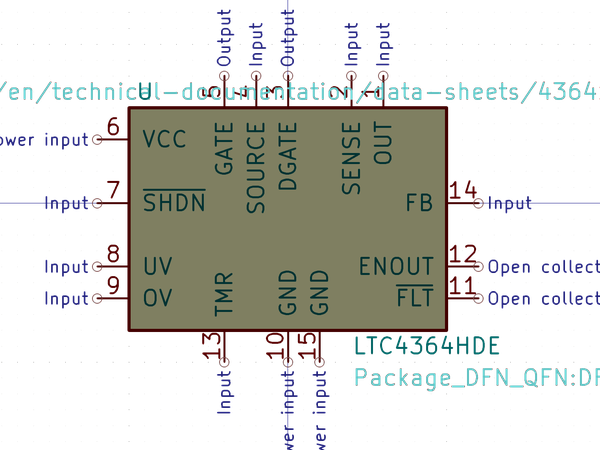 Output
Input
Output
Input
Input
5
4
3
2
1
U
/en/technical-documentation/data-sheets/4364
ower input 6 VCC
GATE
SOURCE
DGATE
SENSE
OUT
Input 7 SHDN
FB 14 Input
Input 8 UV
ENOUT 12 Open collect
Input 9 OV
FLT 11 Open collect
TMR
GND
GND
13
10
15
LTC4364HDE
Package_DFN_QFN:DF
Input
wer input
wer input